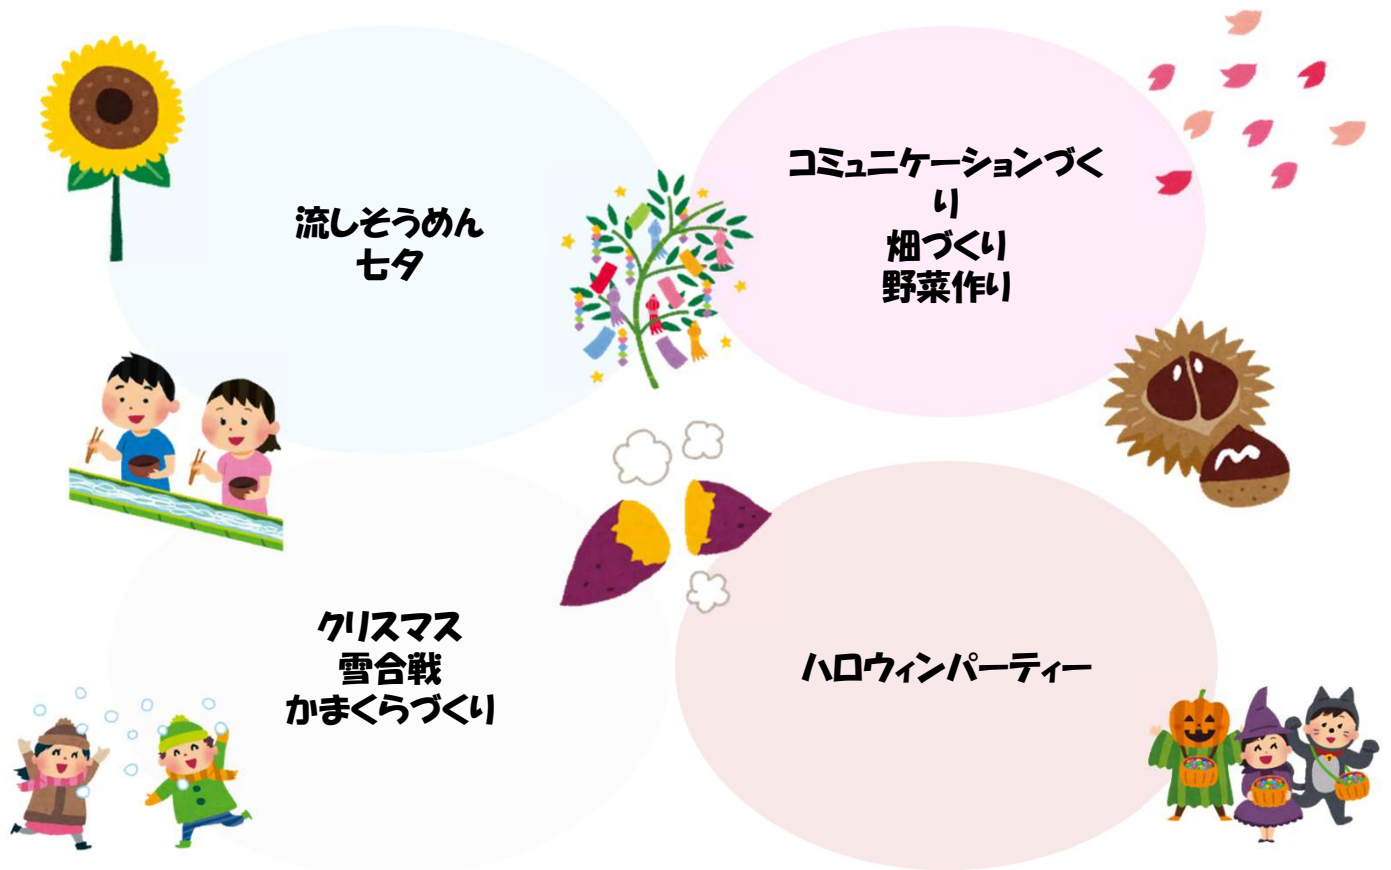 流しそうめん
七夕
コミュニケーションづく
り
畑づくり
野菜作り
クリスマス
雪合戦
かまくらづくり
ハロウィンパーティー